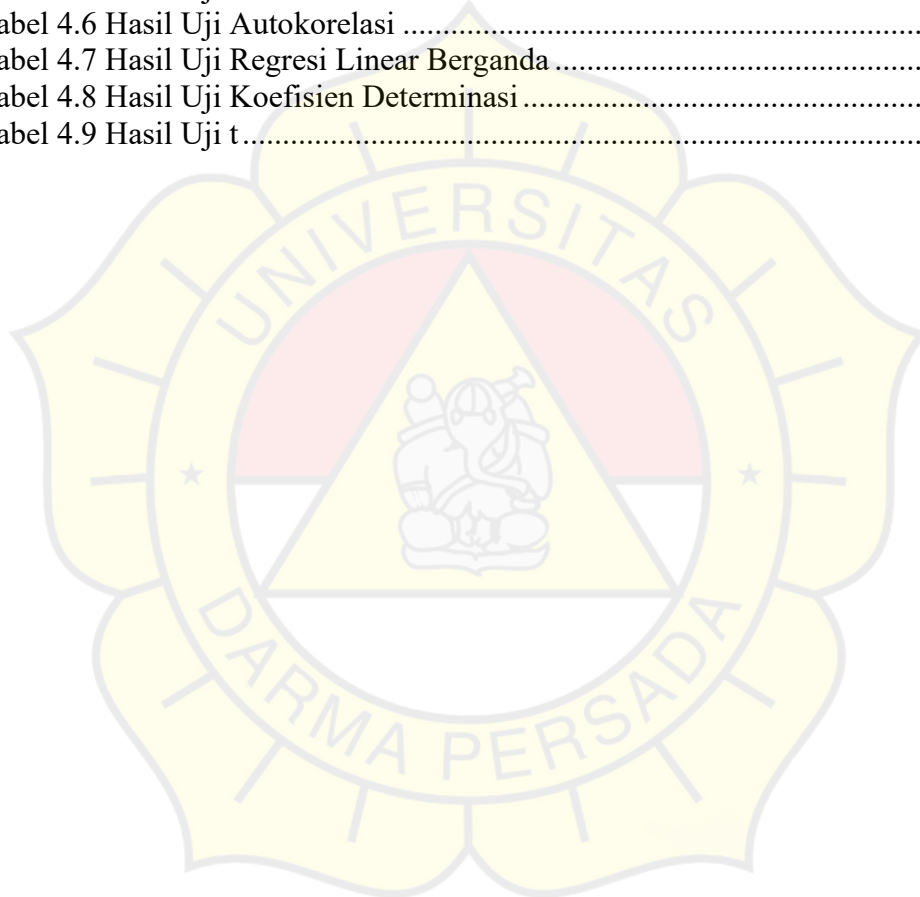 abel 4.6 Hasil Uji Autokorelasi ....................................................................
abel 4.7 Hasil Uji Regresi Linear Berganda ...............................................
abel 4.8 Hasil Uji Koefisien Determinasi ...................................................
abel 4.9 Hasil Uji t ........................................................................................
UNIVERSITAS
DARMA PERSADA